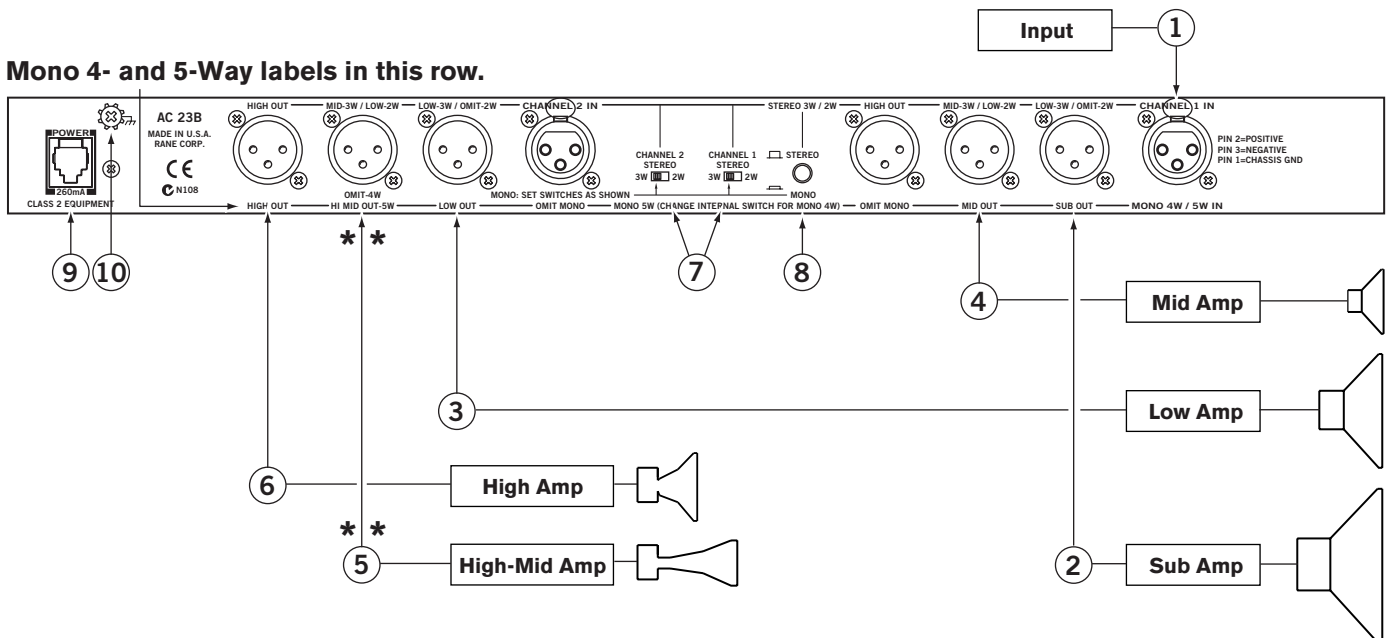 Input
1
Mono 4- and 5-Way labels in this row.
HIGH OUT MID-3W / LOW-2W LOW-3W / OMIT-2W CHANNEL 2 IN STEREO 3W / 2W HIGH OUT MID-3W / LOW-2W LOW-3W / OMIT-2W CHANNEL 1 IN
POWER
260mA
CLASS 2 EQUIPMENT
AC 23B
MADE IN U.S.A.
RANE CORP.
CE
N108
CHANNEL 2
STEREO
3W 2W
CHANNEL 1
STEREO
3W 2W
STEREO
MONO
MONO: SET SWITCHES AS SHOWN
PIN 2=POSITIVE
PIN 3=NEGATIVE
PIN 1=CHASSIS GND
OMIT-4W
HIGH OUT HI MID OUT-5W LOW OUT OMIT MONO MONO 5W (CHANGE INTERNAL SWITCH FOR MONO 4W) OMIT MONO MID OUT SUB OUT MONO 4W / 5W IN
* *
9 10 7 8
4 Mid Amp
3 Low Amp
6 High Amp
* *
5 High-Mid Amp
2 Sub Amp